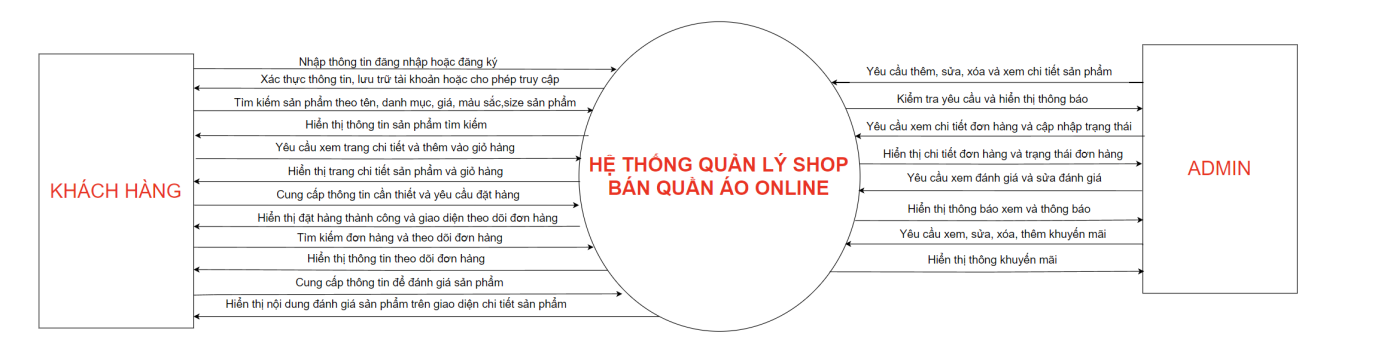 KHÁCH HÀNG
Nhập thông tin đăng nhập hoặc đăng ký
Xác thực thông tin, lưu trữ tài khoản hoặc cho phép truy cập
Tìm kiếm sản phẩm theo tên, danh mục, giá, màu sắc,size sản phẩm
Hiển thị thông tin sản phẩm tìm kiếm
Yêu cầu xem trang chi tiết và thêm vào giỏ hàng
Hiển thị trang chi tiết sản phẩm và giỏ hàng
Cung cấp thông tin cần thiết và yêu cầu đặt hàng
Hiển thị đặt hàng thành công và giao diện theo dõi đơn hàng
Tìm kiếm đơn hàng và theo dõi đơn hàng
Hiển thị thông tin theo dõi đơn hàng
Cung cấp thông tin để đánh giá sản phẩm
Hiển thị nội dung đánh giá sản phẩm trên giao diện chi tiết sản phẩm
HỆ THỐNG QUẢN LÝ SHOP
BÁN QUẦN ÁO ONLINE
Yêu cầu thêm, sửa, xóa và xem chi tiết sản phẩm
Kiểm tra yêu cầu và hiển thị thông báo
Yêu cầu xem chi tiết đơn hàng và cập nhập trạng thái
Hiển thị chi tiết đơn hàng và trạng thái đơn hàng
Yêu cầu xem đánh giá và sửa đánh giá
Hiển thị thông báo xem và thông báo
Yêu cầu xem, sửa, xóa, thêm khuyến mãi
Hiển thị thông khuyến mãi
ADMIN